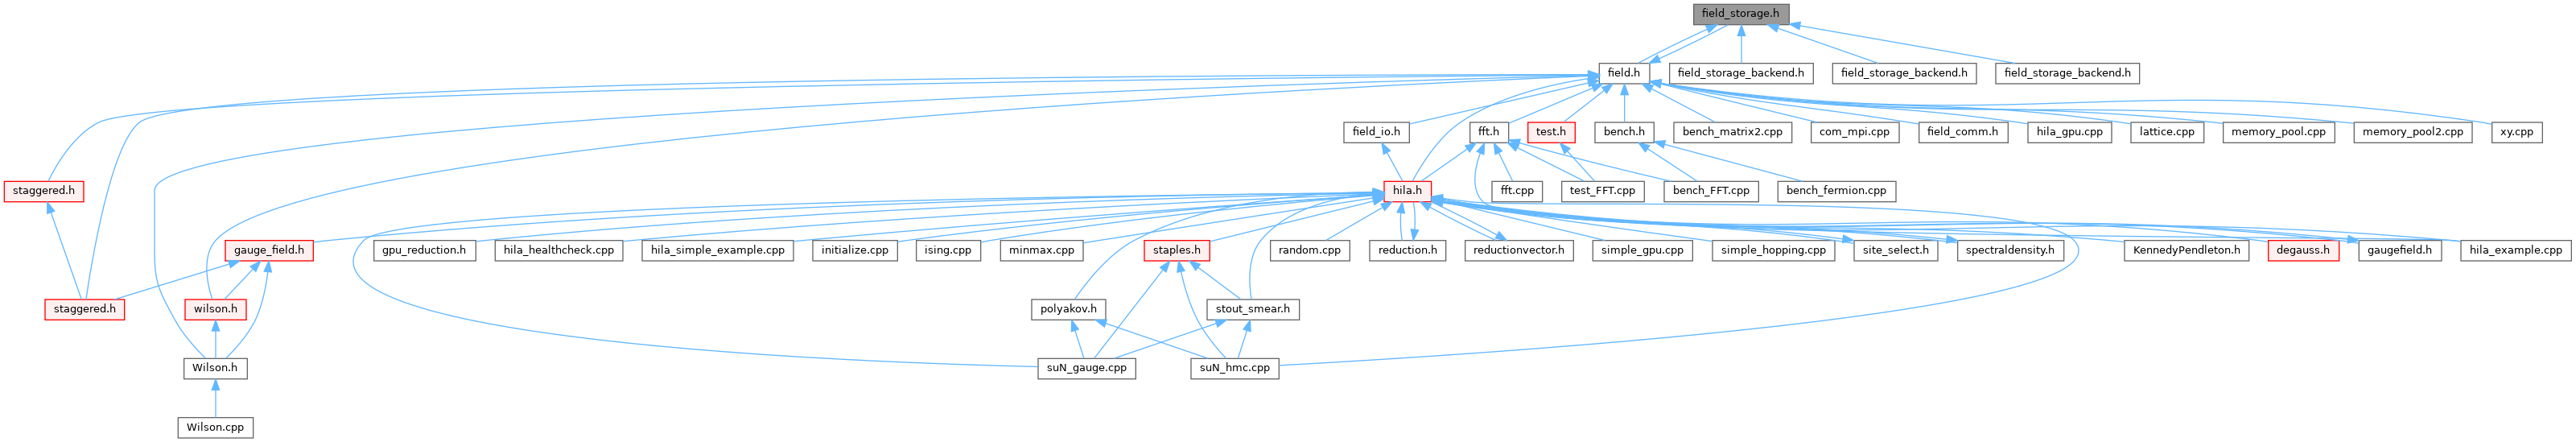 field_storage.h
field.h
field_storage_backend.h
field_storage_backend.h
field_storage_backend.h
field_io.h
fft.h
test.h
bench.h
bench_matrix2.cpp
com_mpi.cpp
field_comm.h
hila_gpu.cpp
lattice.cpp
memory_pool.cpp
memory_pool2.cpp
xy.cpp
staggered.h
hila.h
fft.cpp
test_FFT.cpp
bench_FFT.cpp
bench_fermion.cpp
gauge_field.h
gpu_reduction.h
hila_healthcheck.cpp
hila_simple_example.cpp
initialize.cpp
ising.cpp
minmax.cpp
staples.h
random.cpp
reduction.h
reductionvector.h
simple_gpu.cpp
simple_hopping.cpp
site_select.h
spectraldensity.h
KennedyPendleton.h
degauss.h
gaugefield.h
hila_example.cpp
staggered.h
wilson.h
polyakov.h
stout_smear.h
Wilson.h
suN_gauge.cpp
suN_hmc.cpp
Wilson.cpp